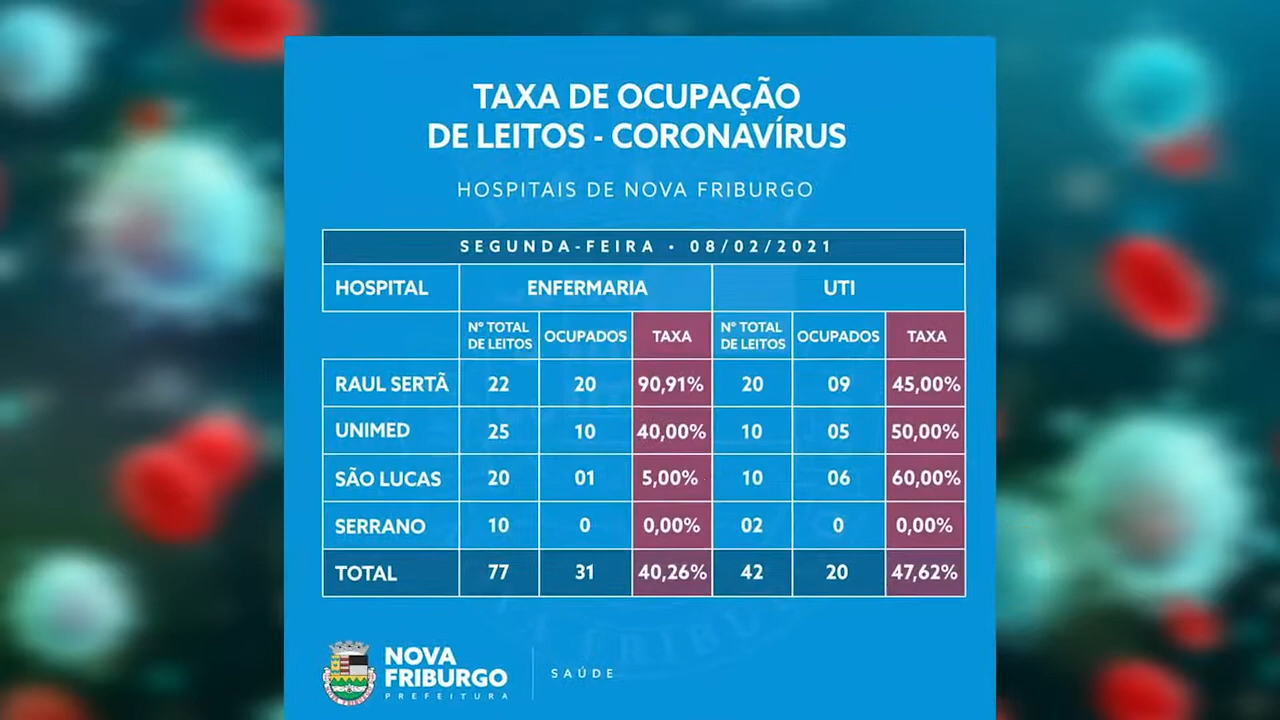 TAXA DE OCUPAÇÃO
DE LEITOS - CORONAVÍRUS
HOSPITAIS DE NOVA FRIBURGO
SEGUNDA-FEIRA • 08/02/2021
HOSPITAL ENFERMARIA UTI
Nº TOTAL DE LEITOS OCUPADOS TAXA Nº TOTAL DE LEITOS OCUPADOS TAXA
RAUL SERTÃ 22 20 90,91% 20 09 45,00%
UNIMED 25 10 40,00% 10 05 50,00%
SÃO LUCAS 20 01 5,00% 10 06 60,00%
SERRANO 10 0 0,00% 02 0 0,00%
TOTAL 77 31 40,26% 42 20 47,62%
NOVA
FRIBURGO
PREFEITURA
SAÚDE